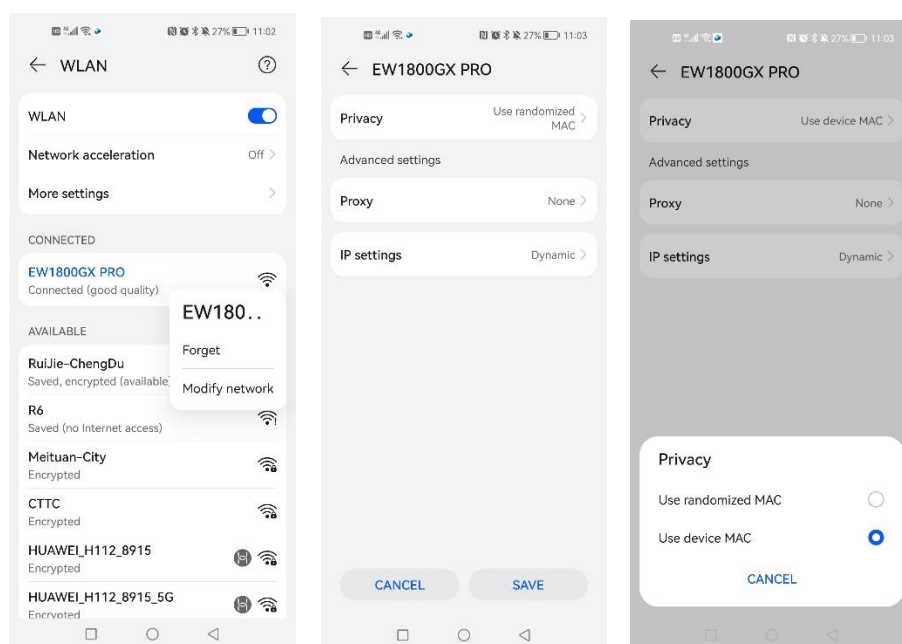 27% 11:02
WLAN
WLAN
Network acceleration Off
More settings
CONNECTED
EW1800GX PRO
Connected (good quality)
EW180..
Forget
Modify network
AVAILABLE
RuiJie-ChengDu
Saved, encrypted (available
R6
Saved (no Internet access)
Meituan-City
Encrypted
CTTC
Encrypted
HUAWEI_H112_8915
Encrypted
HUAWEI_H112_8915_5G
Encrypted
27% 11:03
EW1800GX PRO
Privacy Use randomized
MAC
Advanced settings
Proxy None
IP settings Dynamic
CANCEL SAVE
27% 11:03
EW1800GX PRO
Privacy Use device MAC
Advanced settings
Proxy None
IP settings Dynamic
Privacy
Use randomized MAC
Use device MAC
CANCEL